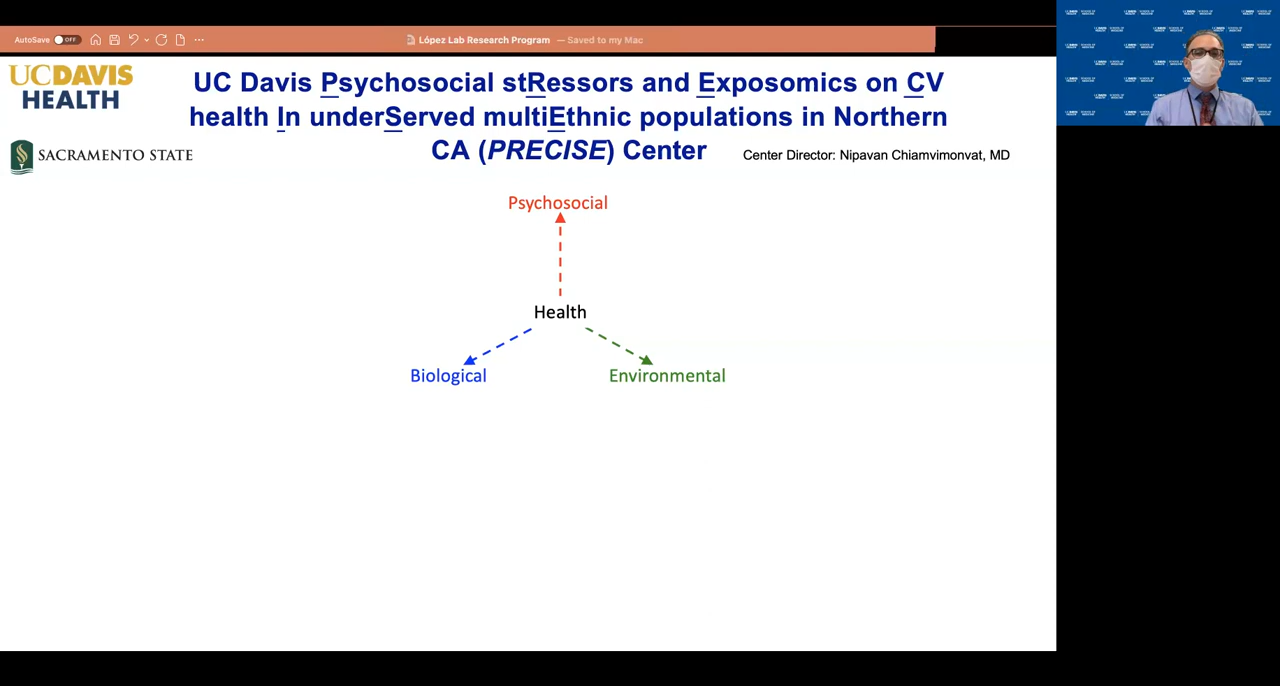 AutoSave OFF
López Lab Research Program — Saved to my Mac
UC DAVIS
HEALTH
SACRAMENTO STATE
UC Davis Psychosocial stRessors and Exposomics on CV
health In underServed multiEthnic populations in Northern
CA (PRECISE) Center
Center Director: Nipavan Chiamvimonvat, MD
Psychosocial
Health
Biological
Environmental